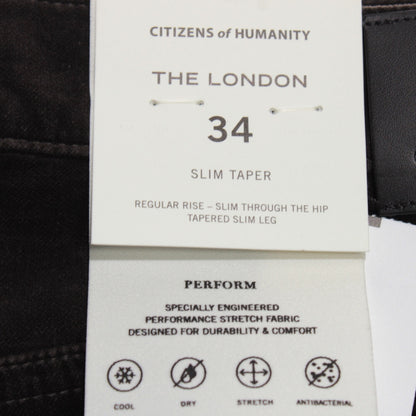 CITIZENS of HUMANITY
THE LONDON
34
SLIM TAPER
REGULAR RISE – SLIM THROUGH THE HIP
TAPERED SLIM LEG
PERFORM
SPECIALLY ENGINEERED
PERFORMANCE STRETCH FABRIC
DESIGNED FOR DURABILITY & COMFORT
COOL DRY STRETCH ANTIBACTERIAL